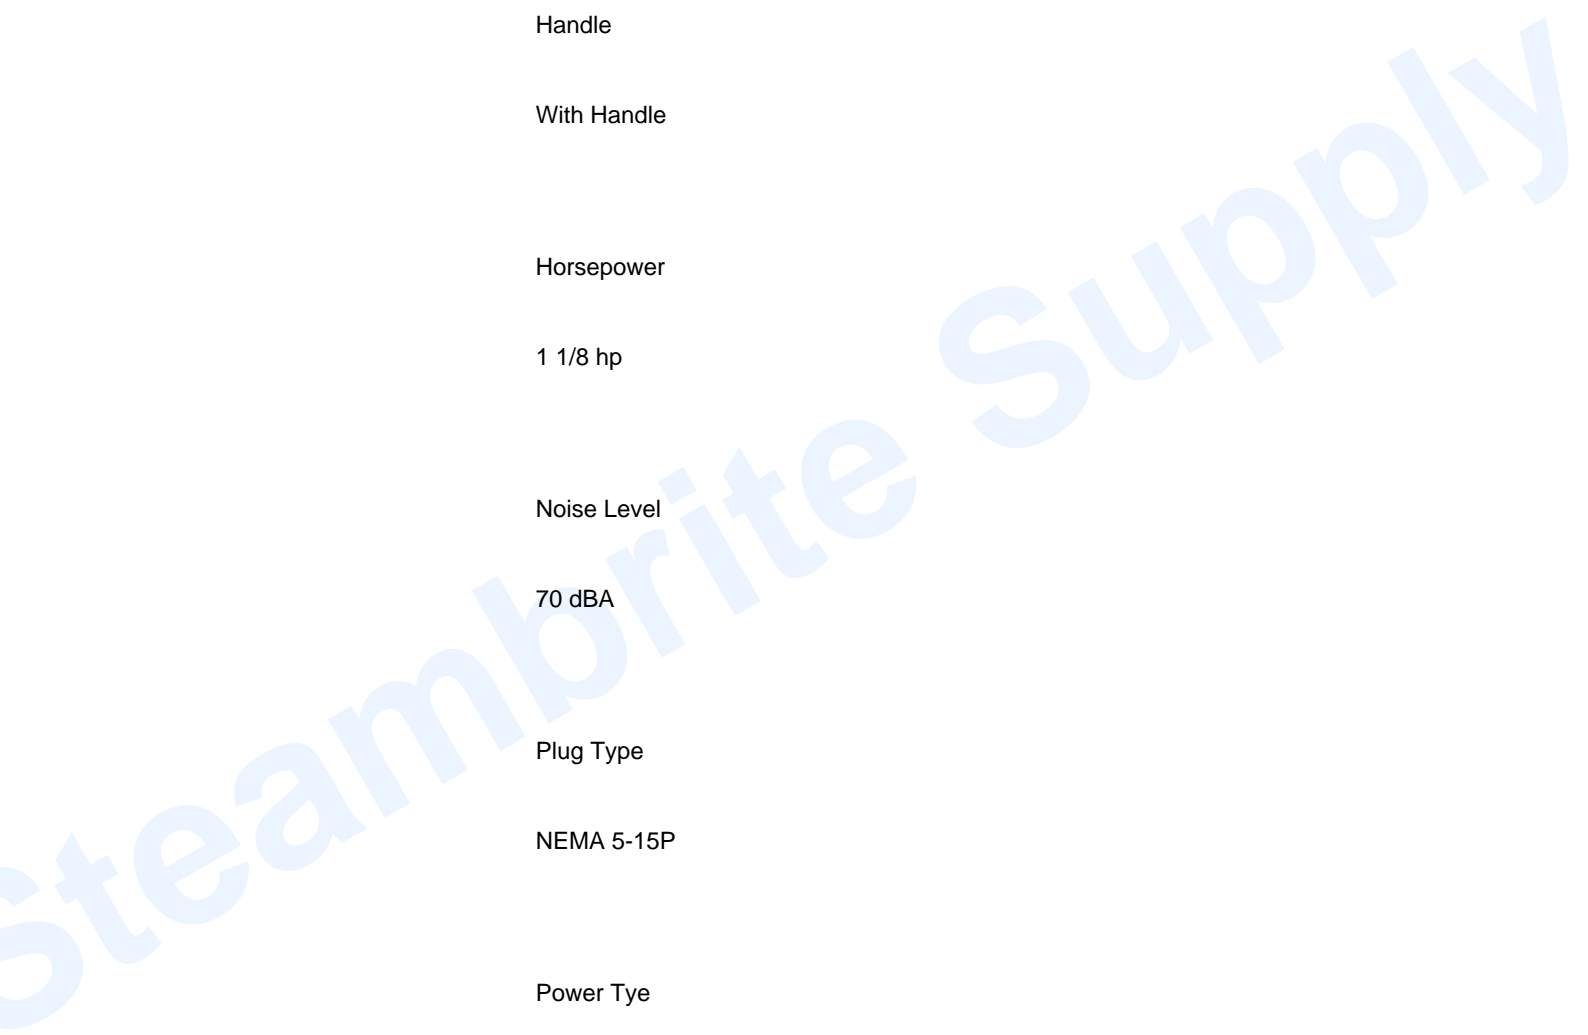 Handle
With Handle
Horsepower
1 1/8 hp
Noise Level
70 dBA
Plug Type
NEMA 5-15P
Power Tye
Steambrite Supply